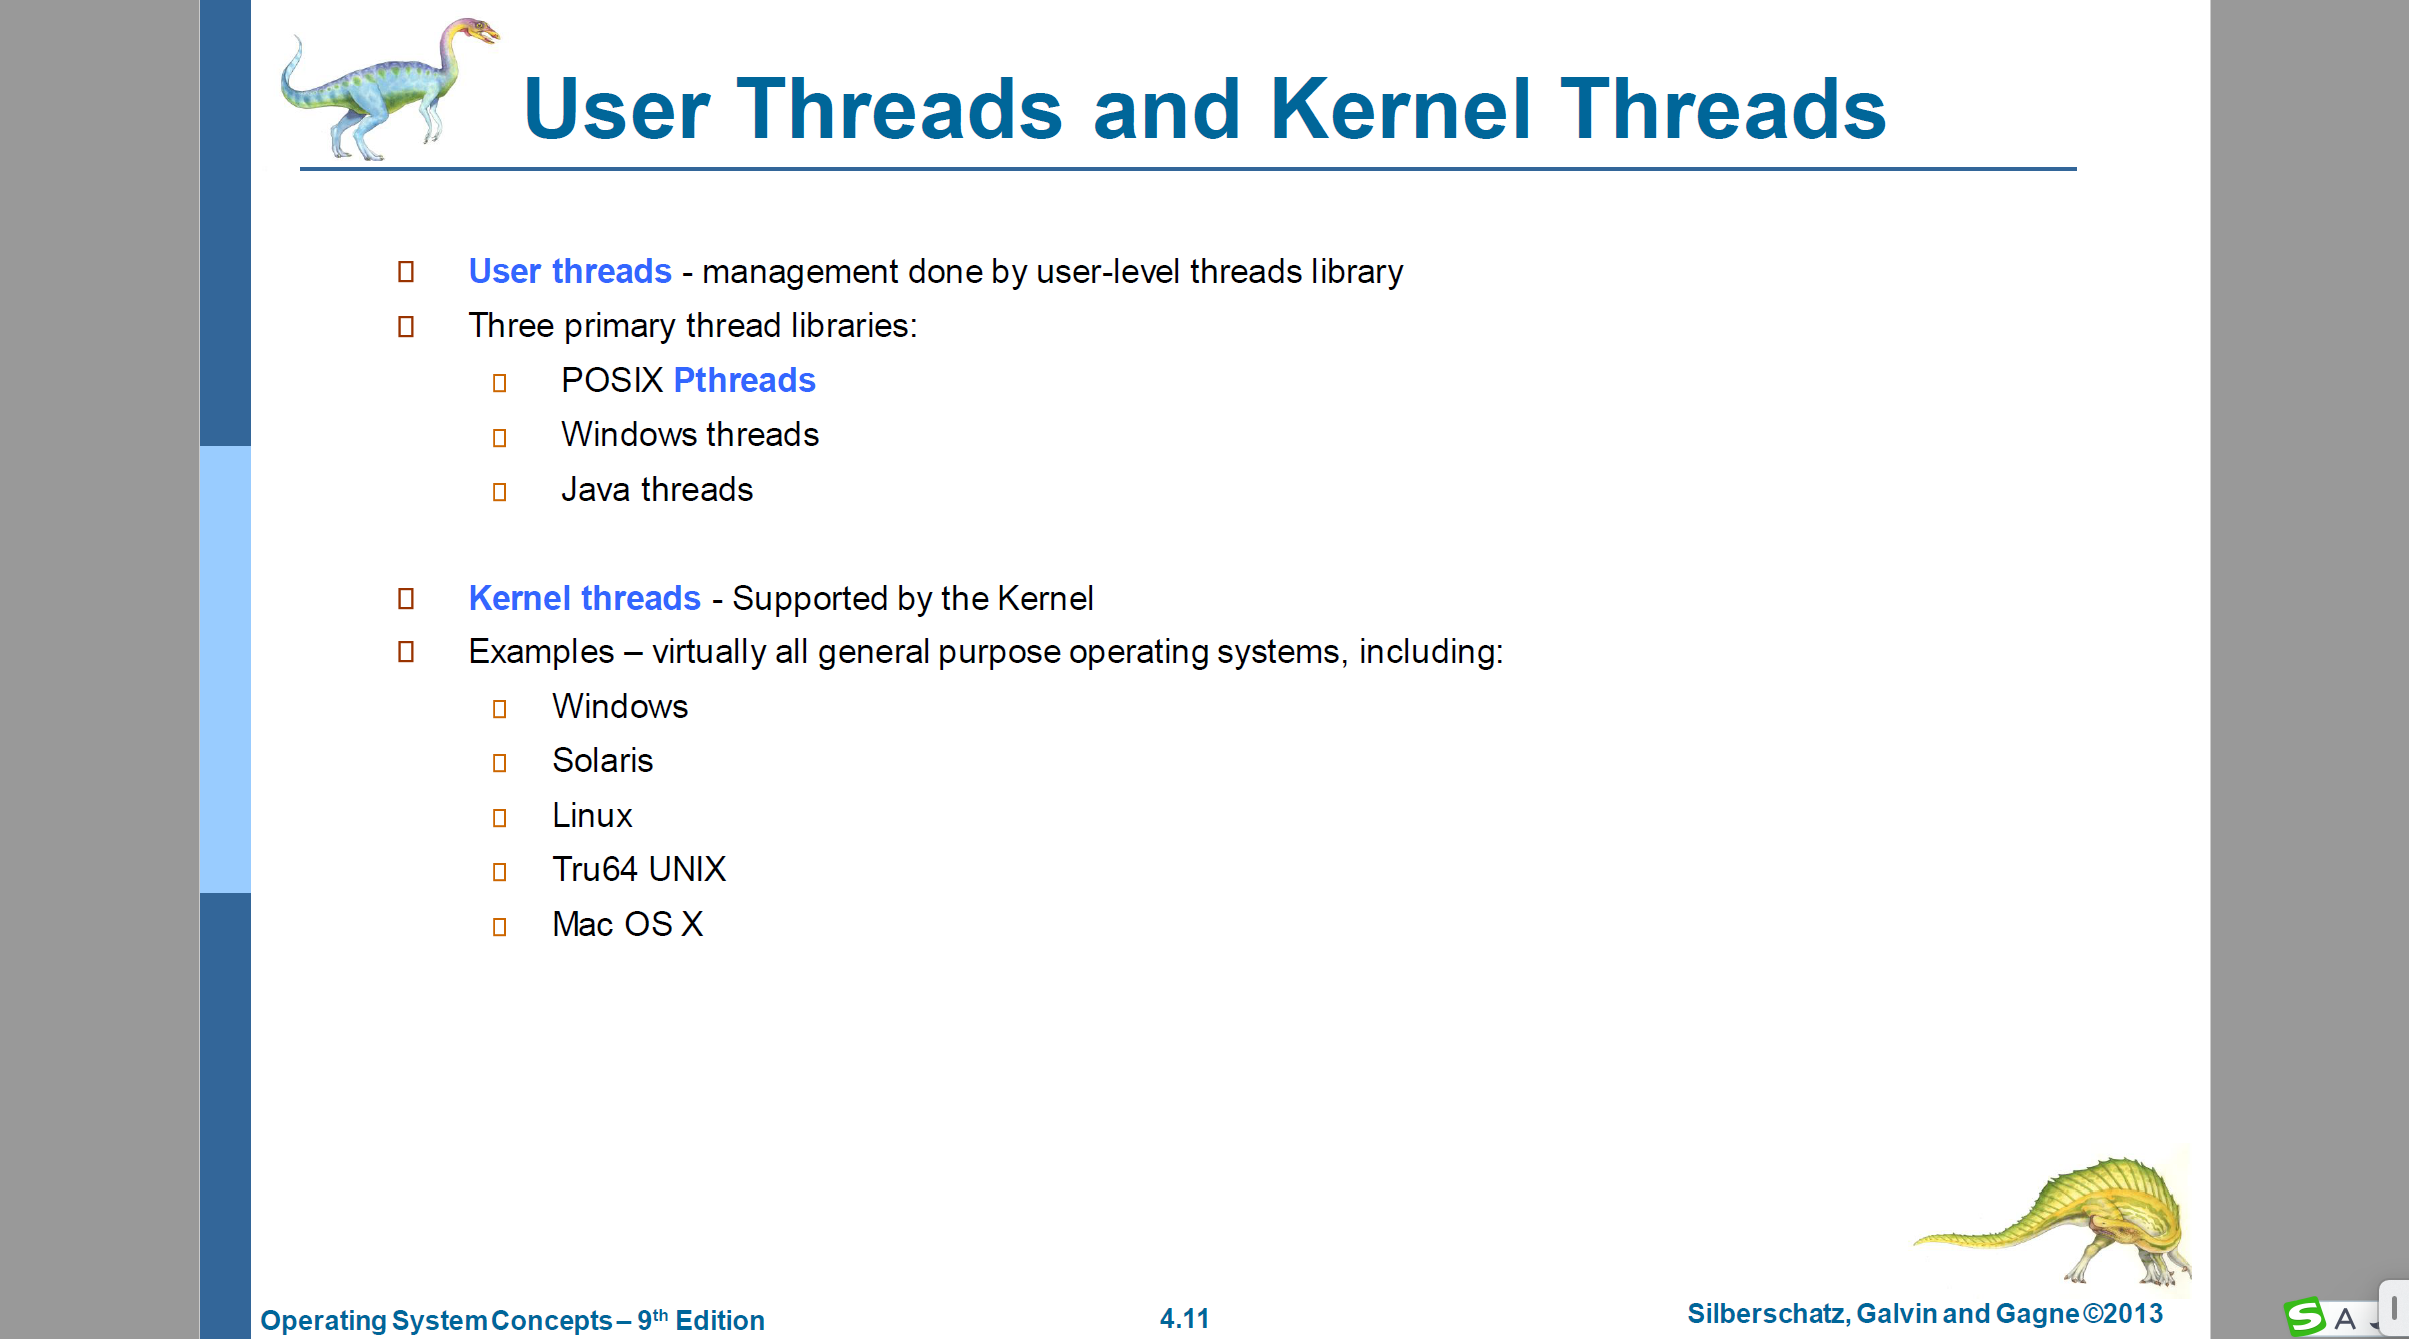 User Threads and Kernel Threads
User threads - management done by user-level threads library
Three primary thread libraries:
POSIX Pthreads
Windows threads
Java threads
Kernel threads - Supported by the Kernel
Examples – virtually all general purpose operating systems, including:
Windows
Solaris
Linux
Tru64 UNIX
Mac OS X
Operating System Concepts – 9th Edition
4.11
Silberschatz, Galvin and Gagne ©2013
S A